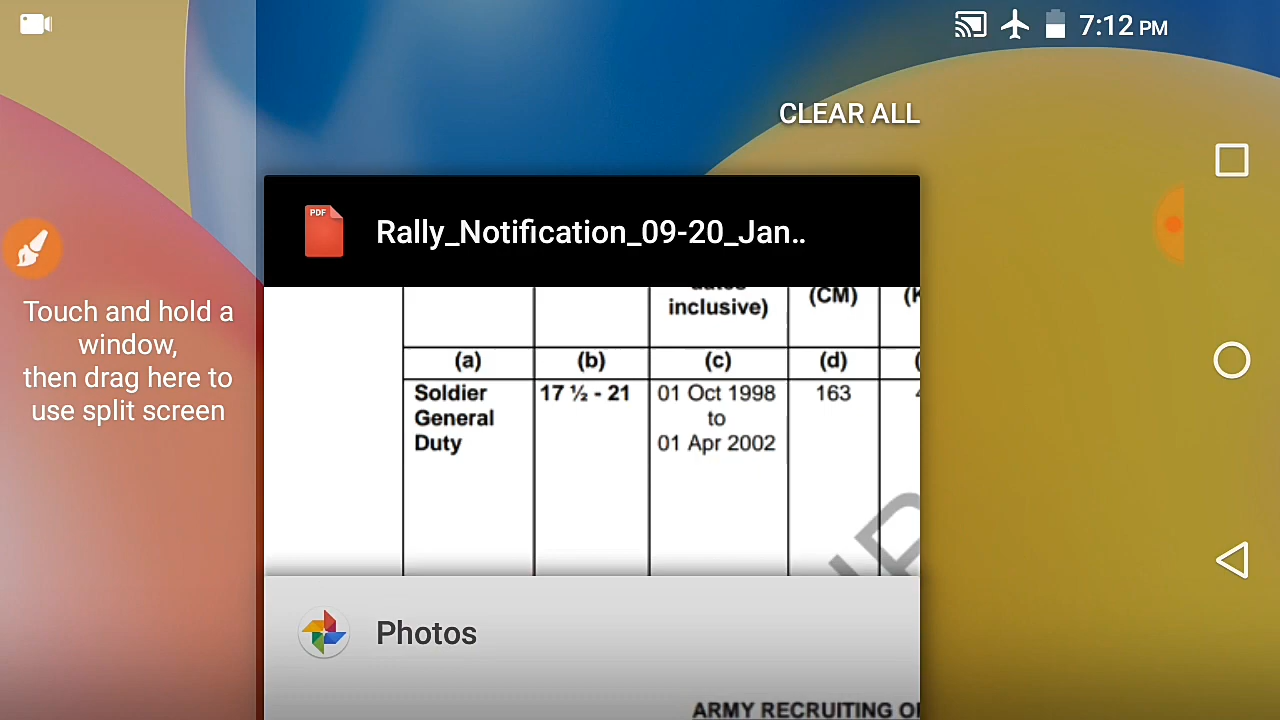 7:12 PM
CLEAR ALL
PDF
Rally_Notification_09-20_Jan..
Touch and hold a
window,
then drag here to
use split screen
dates
inclusive)
(CM)
(a)
(b)
(c)
(d)
Soldier
General
Duty
17 ½ - 21
01 Oct 1998
to
01 Apr 2002
163
Photos
ARMY RECRUITING